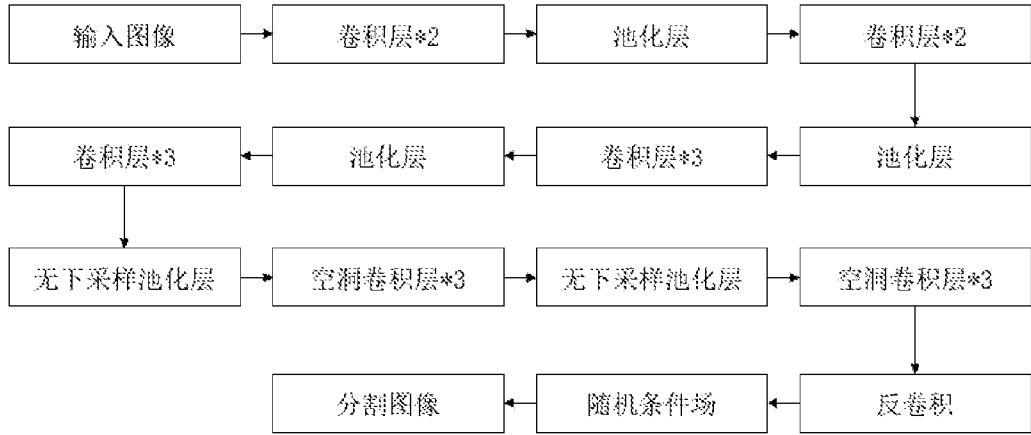 输入图像
卷积层*2
池化层
卷积层*2
池化层
卷积层*3
池化层
卷积层*3
无下采样池化层
空洞卷积层*3
无下采样池化层
空洞卷积层*3
反卷积
随机条件场
分割图像